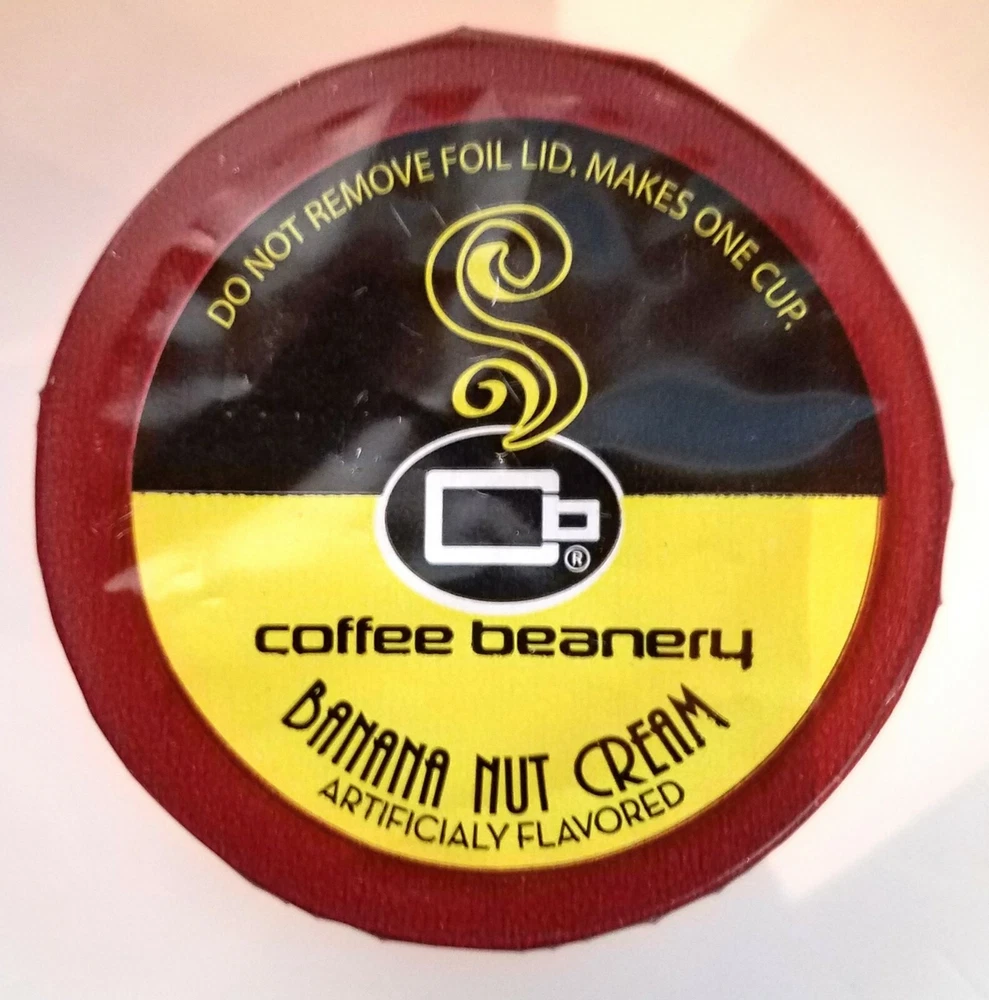 DO NOT REMOVE FOIL LID. MAKES ONE CUP.
Cb®
coffee beanery
BANANA NUT CREAM
ARTIFICIALY FLAVORED